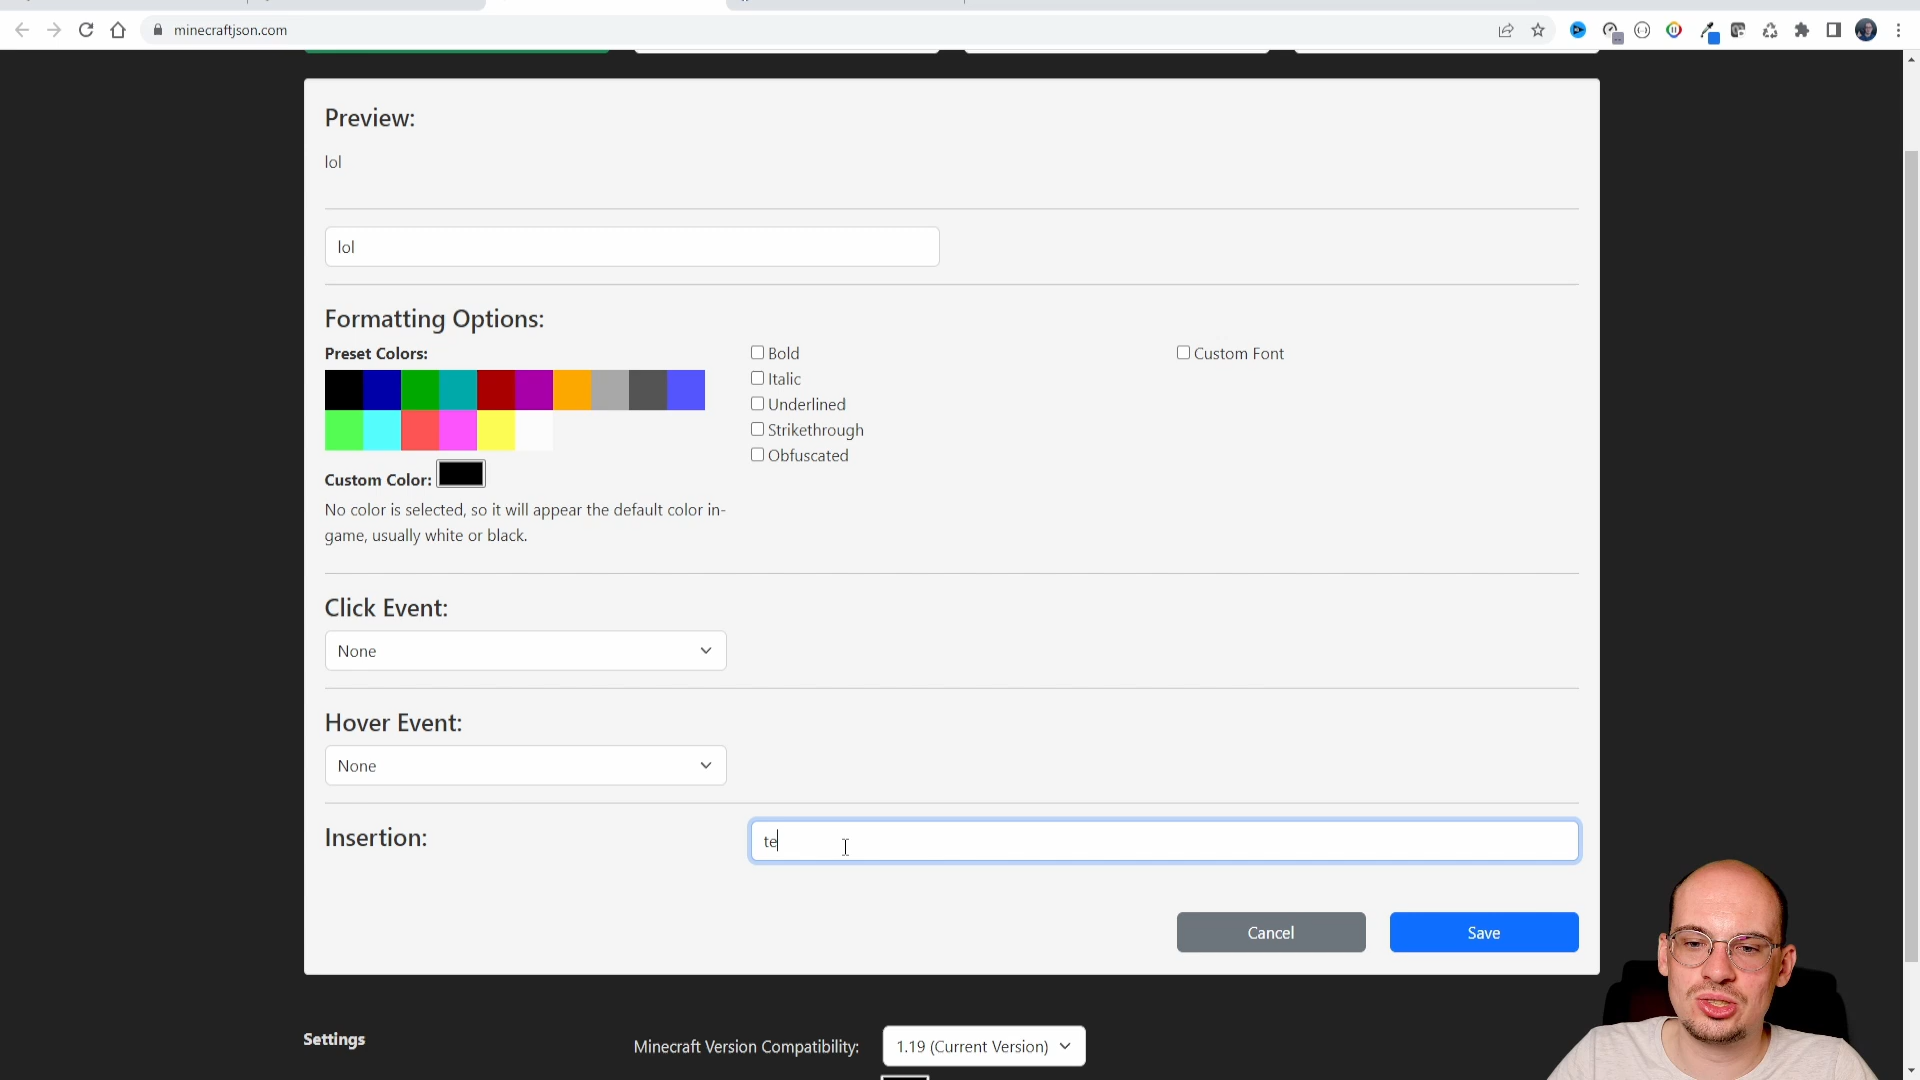 minecraftjson.com
Preview:
lol
lol
Formatting Options:
Preset Colors:
Bold
Custom Font
Italic
Underlined
Strikethrough
Obfuscated
Custom Color:
No color is selected, so it will appear the default color in-
game, usually white or black.
Click Event:
None
Hover Event:
None
Insertion:
te
Cancel
Save
Settings
Minecraft Version Compatibility:
1.19 (Current Version)